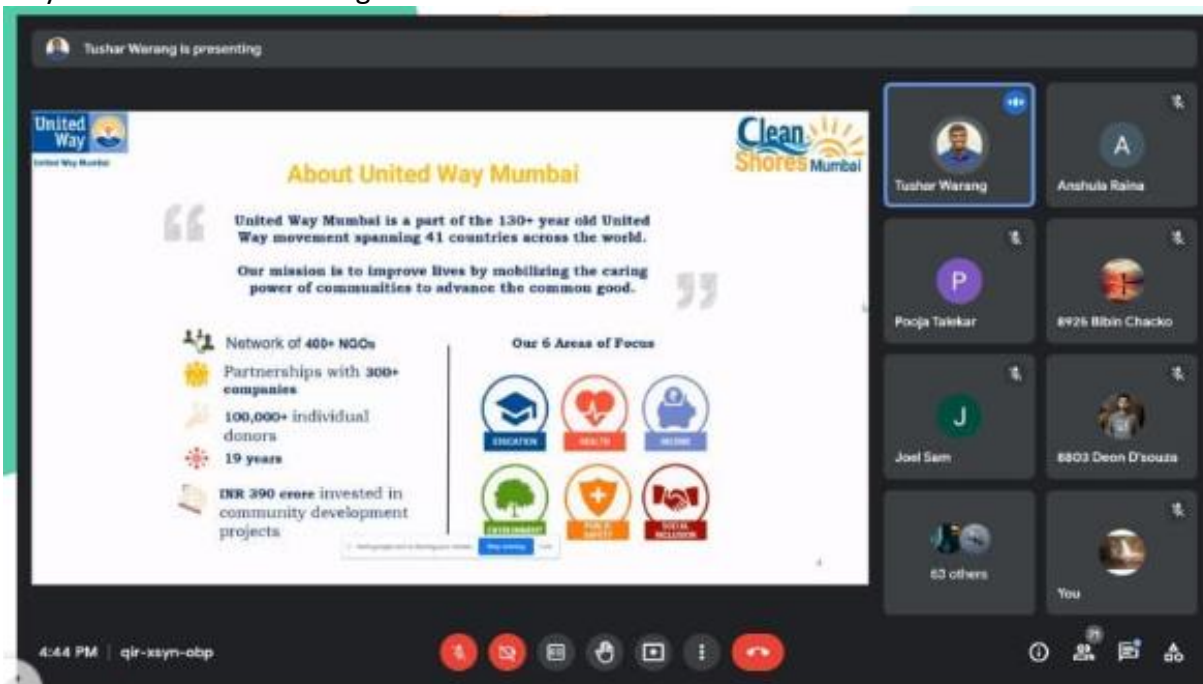 Tushar Warang is presenting
United
Way
United Way Mumbai
Clean
Shores Mumbai
About United Way Mumbai
United Way Mumbai is a part of the 130+ year old United
Way movement spanning 41 countries across the world.
Our mission is to improve lives by mobilizing the caring
power of communities to advance the common good.
Network of 400+ NGOs
Partnerships with 300+
companies
100,000+ individual
donors
19 years
INR 390 crore invested in
community development
projects
Our 6 Areas of Focus
EDUCATION
HEALTH
INCOME
ENVIRONMENT
PUBLIC
SAFETY
SOCIAL
INCLUSION
4
Tushar Warang
A
Anshula Raina
P
Pooja Talekar
8926 Bibin Chacko
J
Joel Sam
8803 Deon D'souza
63 others
You
4:44 PM | qir-xsyn-obp
71